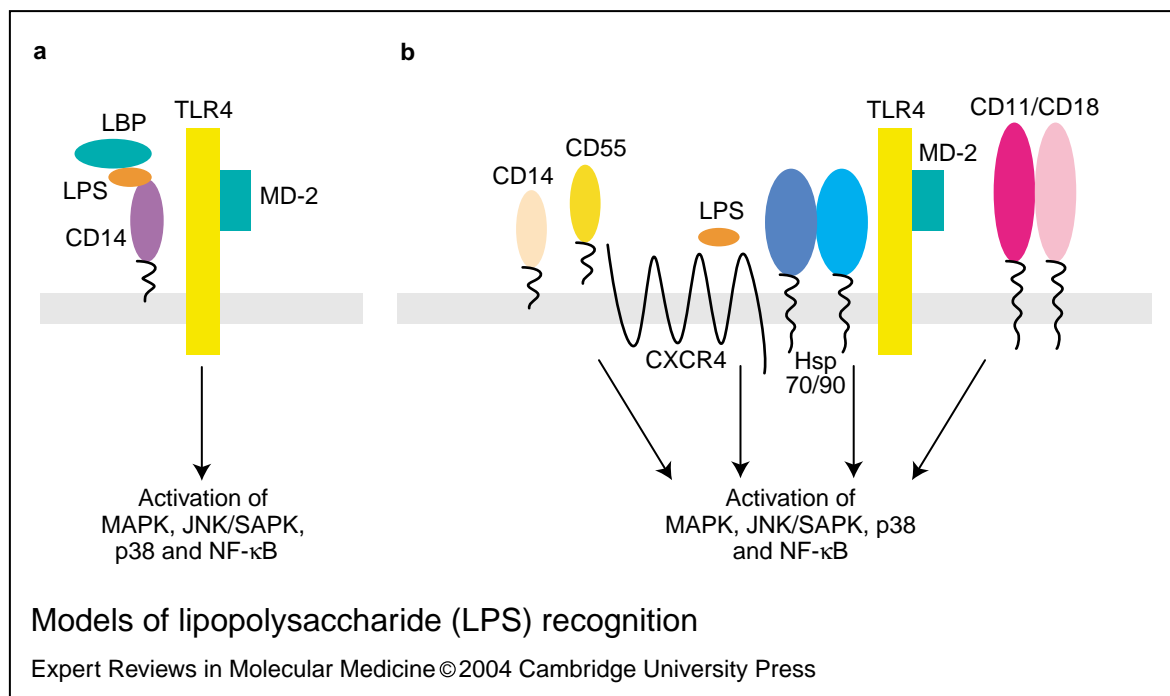 a
TLR4
LBP
LPS
MD-2
CD14
Activation of
MAPK, JNK/SAPK,
p38 and NF-κB
b
TLR4
CD11/CD18
CD55
MD-2
CD14
LPS
CXCR4
Hsp
70/90
Activation of
MAPK, JNK/SAPK, p38
and NF-κB
Models of lipopolysaccharide (LPS) recognition
Expert Reviews in Molecular Medicine © 2004 Cambridge University Press